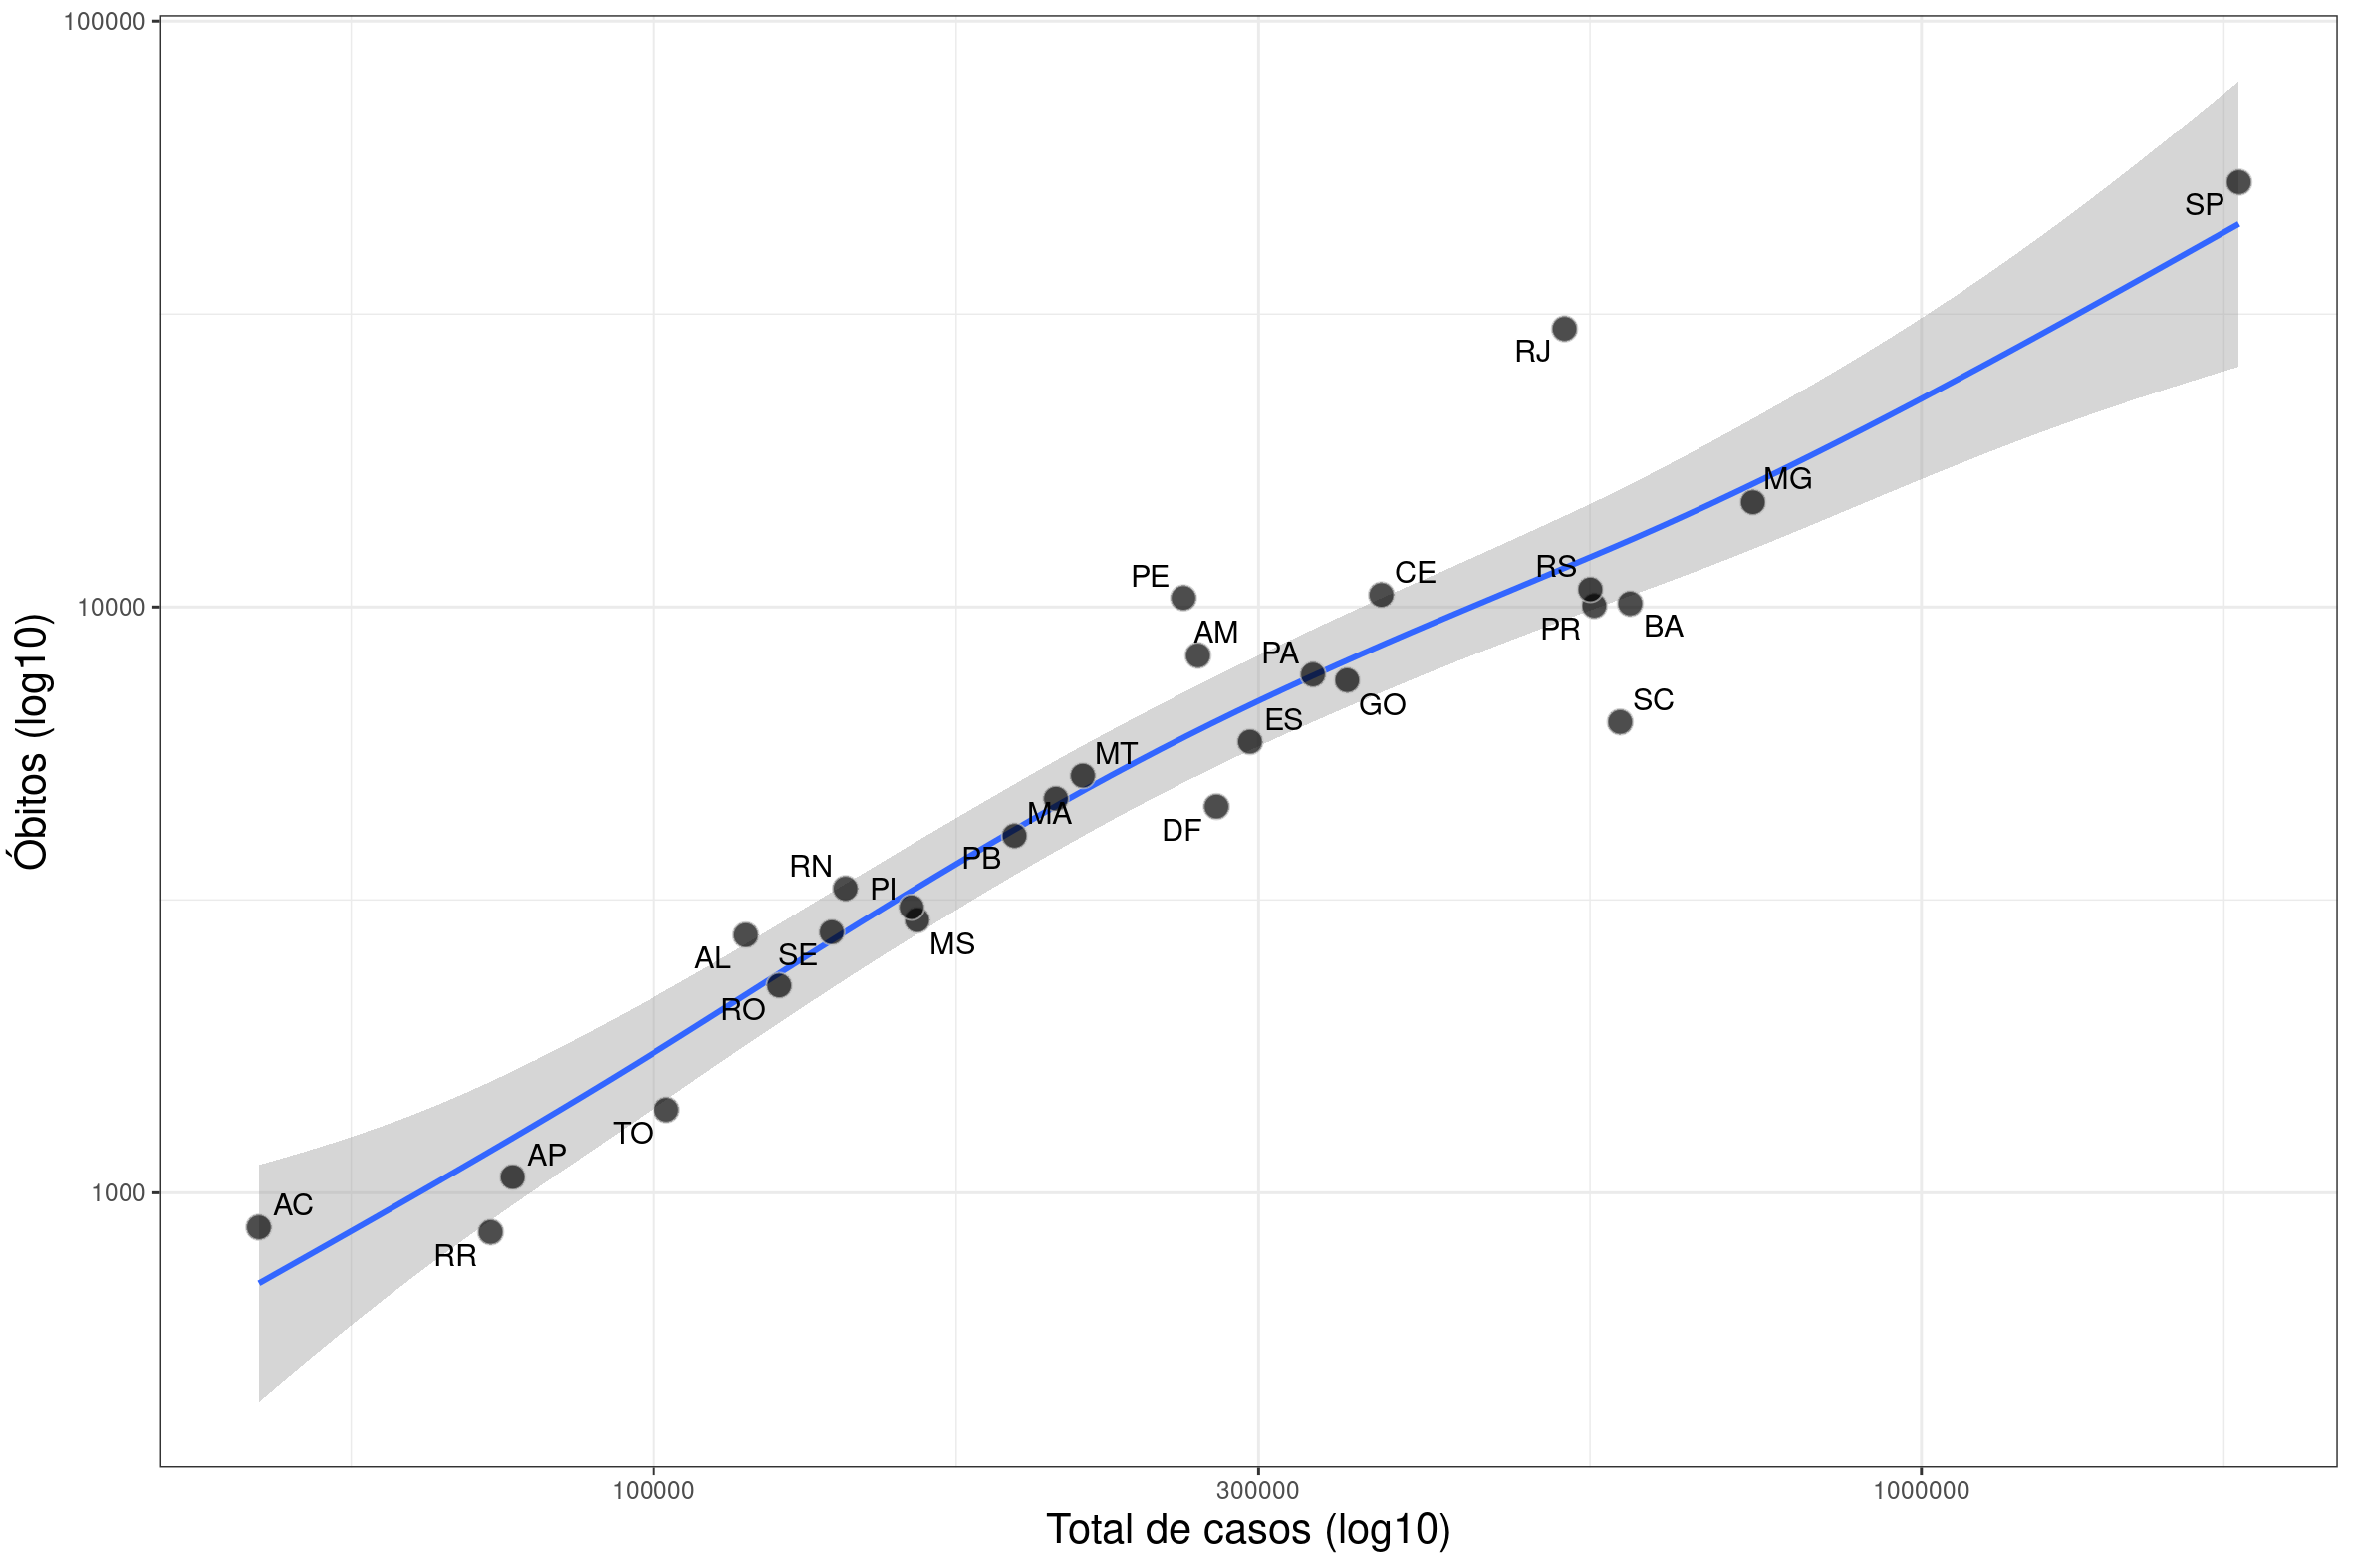 100000
SP
RJ
MG
PE
CE
RS
10000
AM
PR
BA
PA
GO
SC
ES
MT
MA
DF
PB
RN
PI
MS
AL
SE
RO
TO
AP
1000
AC
RR
100000
300000
1000000
Total de casos (log10)
Óbitos (log10)